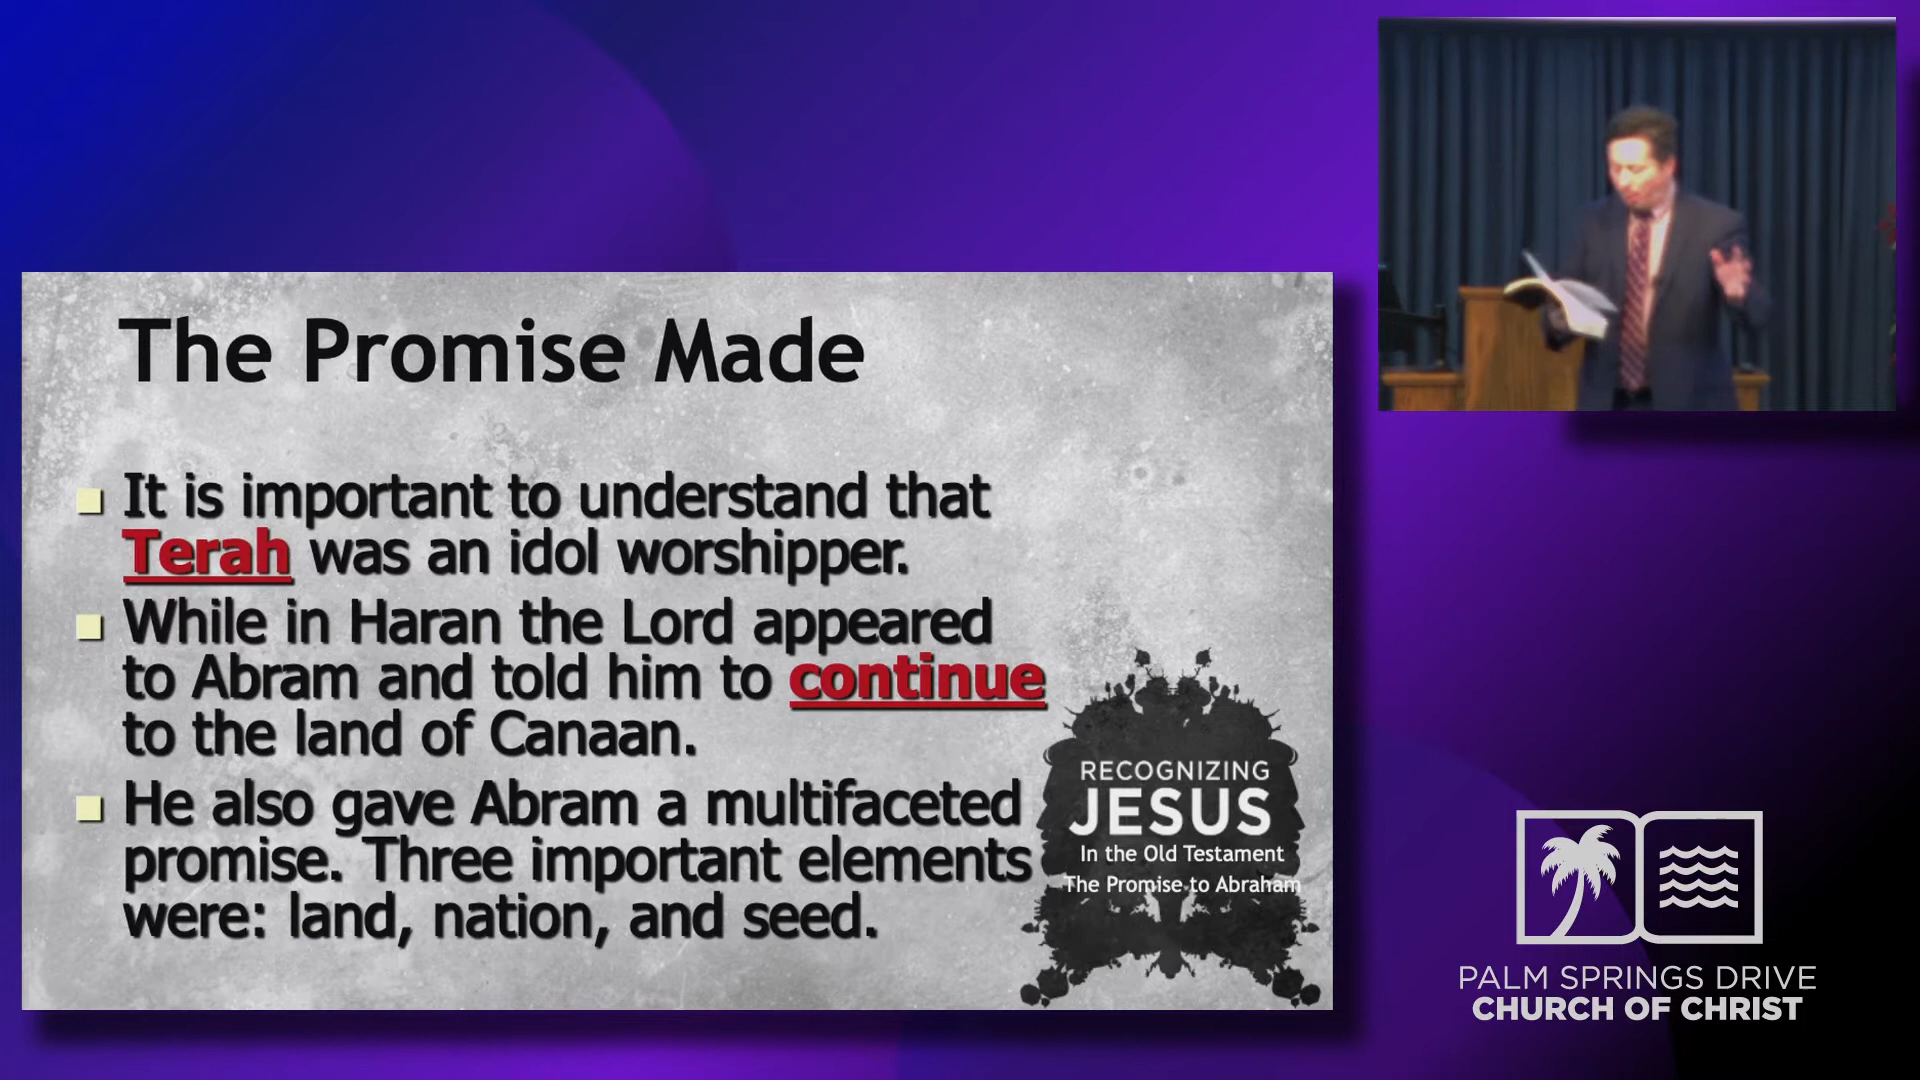 The Promise Made
It is important to understand that
Terah was an idol worshipper.
While in Haran the Lord appeared
to Abram and told him to continue
to the land of Canaan.
He also gave Abram a multifaceted
promise. Three important elements
were: land, nation, and seed.
RECOGNIZING
JESUS
In the Old Testament
The Promise to Abraham
PALM SPRINGS DRIVE
CHURCH OF CHRIST